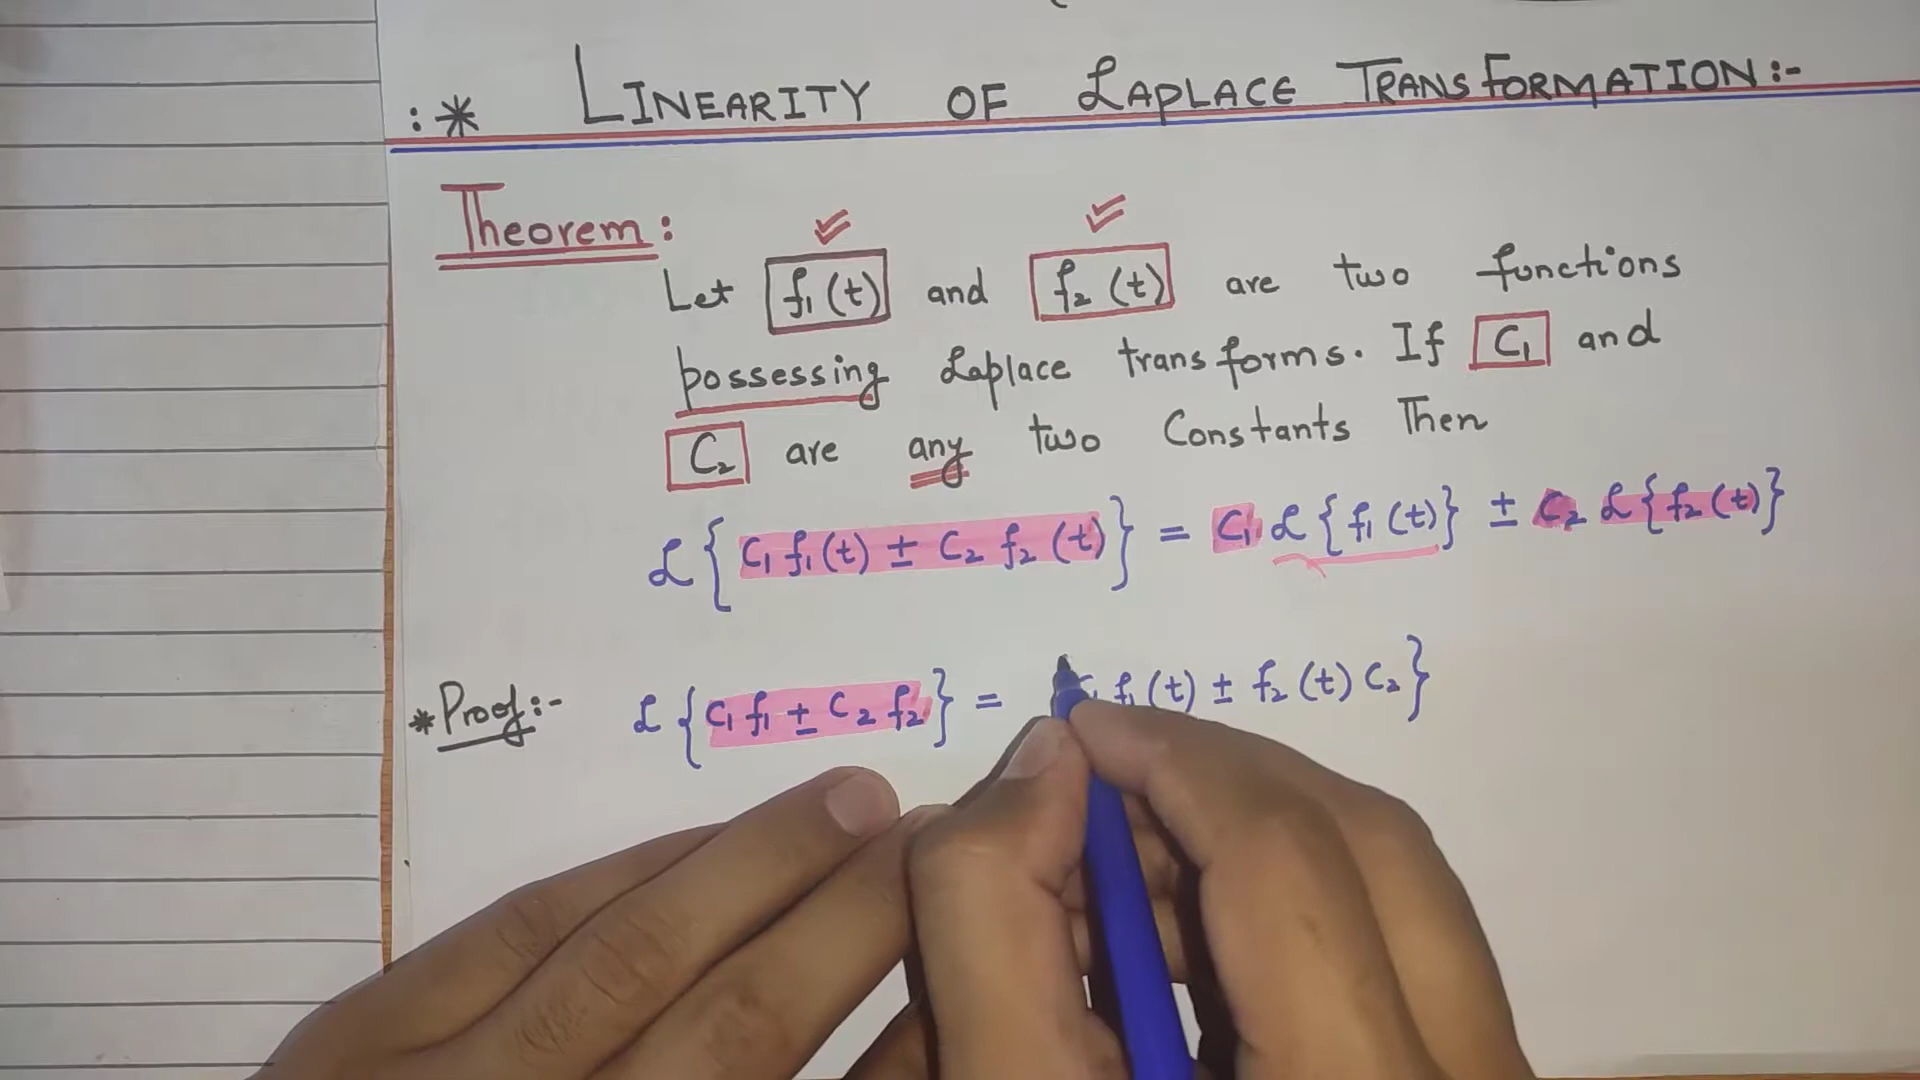 :* LINEARITY OF LAPLACE TRANSFORMATION:-
Theorem:
Let f₁(t) and f₂(t) are two functions
possessing Laplace transforms. If C₁ and
C₂ are any two Constants Then
ℒ{C₁ f₁(t) ± C₂ f₂(t)} = C₁ ℒ{f₁(t)} ± C₂ ℒ{f₂(t)}
*Proof:- ℒ{C₁ f₁ ± C₂ f₂} = f₁(t) ± f₂(t) C₂}